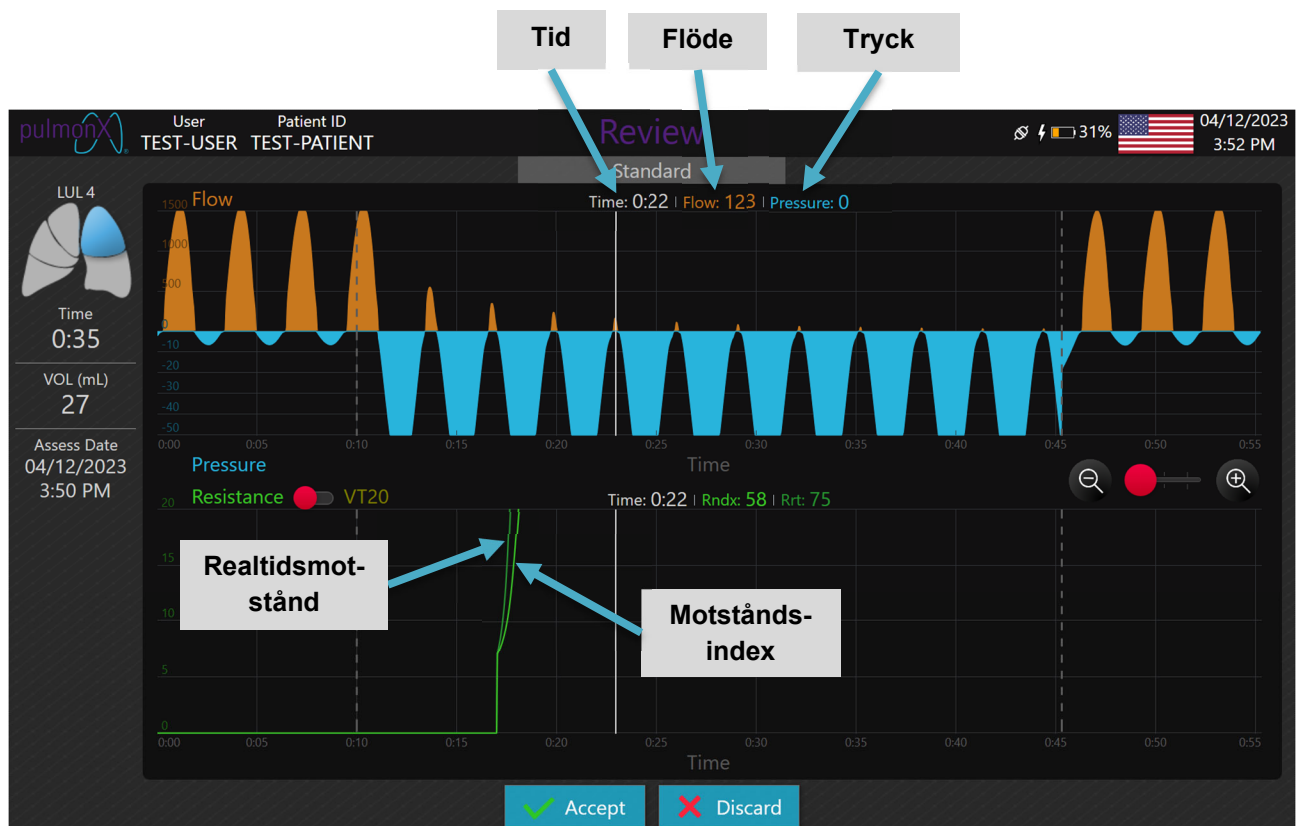 Tid
Flöde
Tryck
pulmonX
User
TEST-USER
Patient ID
TEST-PATIENT
Review
31%
04/12/2023
3:52 PM
Standard
LUL 4
Time
0:35
VOL (mL)
27
Assess Date
04/12/2023
3:50 PM
Flow
Time: 0:22 | Flow: 123 | Pressure: 0
1500
1000
500
0
-10
-20
-30
-40
-50
0:00 0:05 0:10 0:15 0:20 0:25 0:30 0:35 0:40 0:45 0:50 0:55
Pressure
Time
Resistance VT20
Time: 0:22 | Rndx: 58 | Rrt: 75
20
15
10
5
0
Realtidsmot-
stånd
Motstånds-
index
0:00 0:05 0:10 0:15 0:20 0:25 0:30 0:35 0:40 0:45 0:50 0:55
Time
Accept
Discard